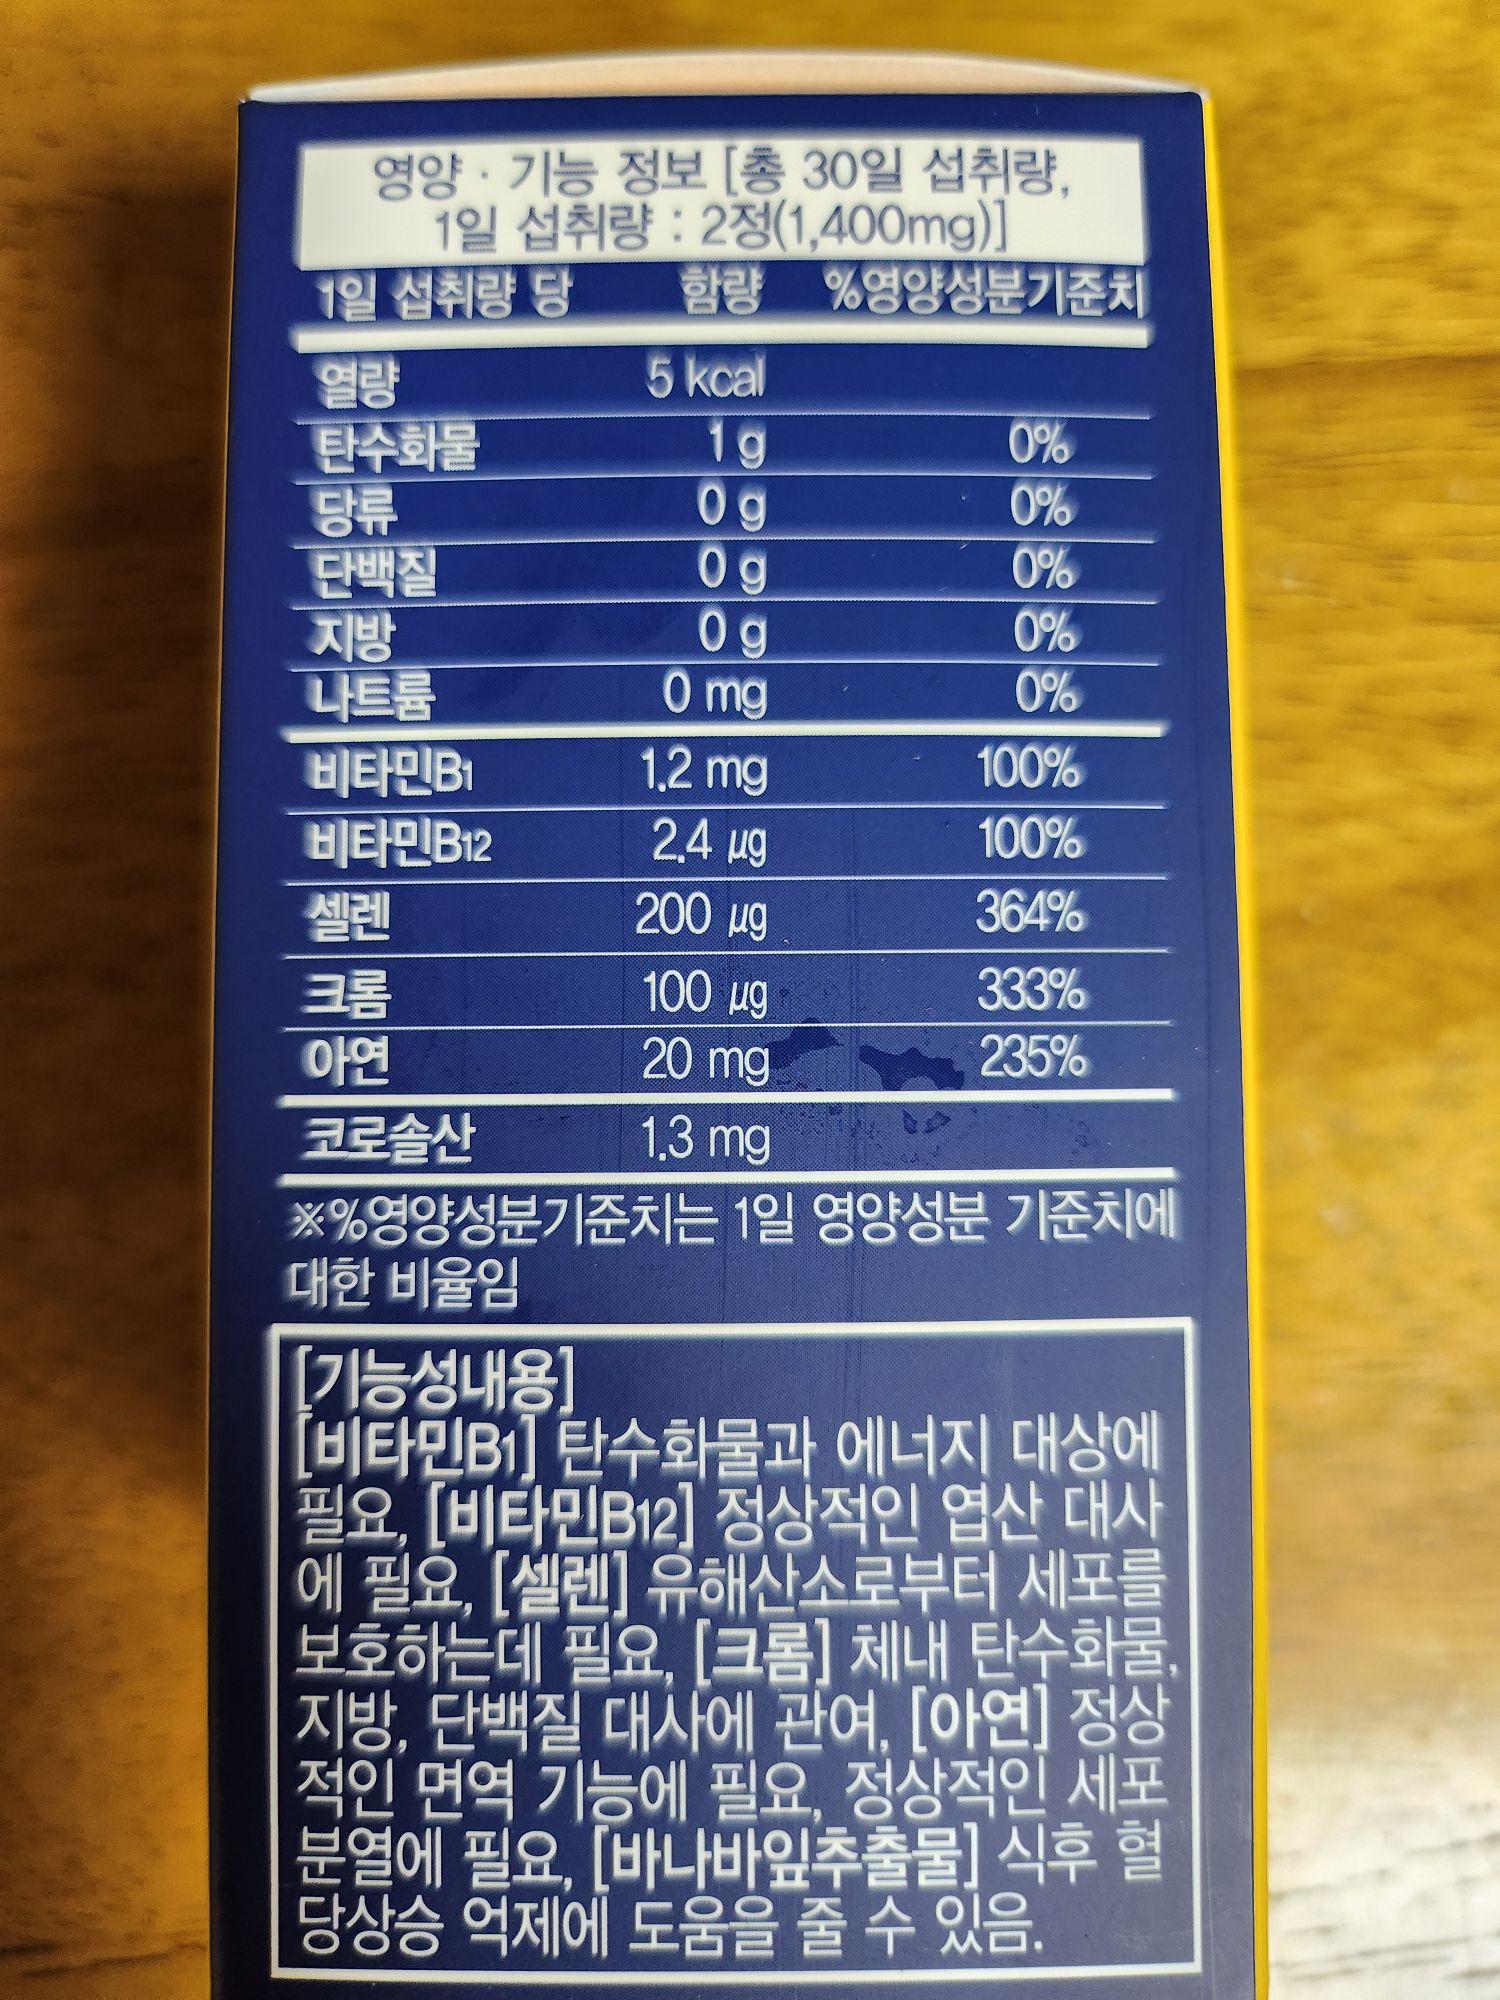 영양 · 기능 정보 [총 30일 섭취량,
1일 섭취량 : 2정(1,400mg)]
1일 섭취량 당 함량 %영양성분기준치
열량 5 kcal
탄수화물 1 g 0%
당류 0 g 0%
단백질 0 g 0%
지방 0 g 0%
나트륨 0 mg 0%
비타민B1 1.2 mg 100%
비타민B12 2.4 μg 100%
셀렌 200 μg 364%
크롬 100 μg 333%
아연 20 mg 235%
코로솔산 1.3 mg
※%영양성분기준치는 1일 영양성분 기준치에
대한 비율임
[기능성내용]
[비타민B1] 탄수화물과 에너지 대상에
필요, [비타민B12] 정상적인 엽산 대사
에 필요, [셀렌] 유해산소로부터 세포를
보호하는데 필요, [크롬] 체내 탄수화물,
지방, 단백질 대사에 관여, [아연] 정상
적인 면역 기능에 필요, 정상적인 세포
분열에 필요, [바나바잎추출물] 식후 혈
당상승 억제에 도움을 줄 수 있음.